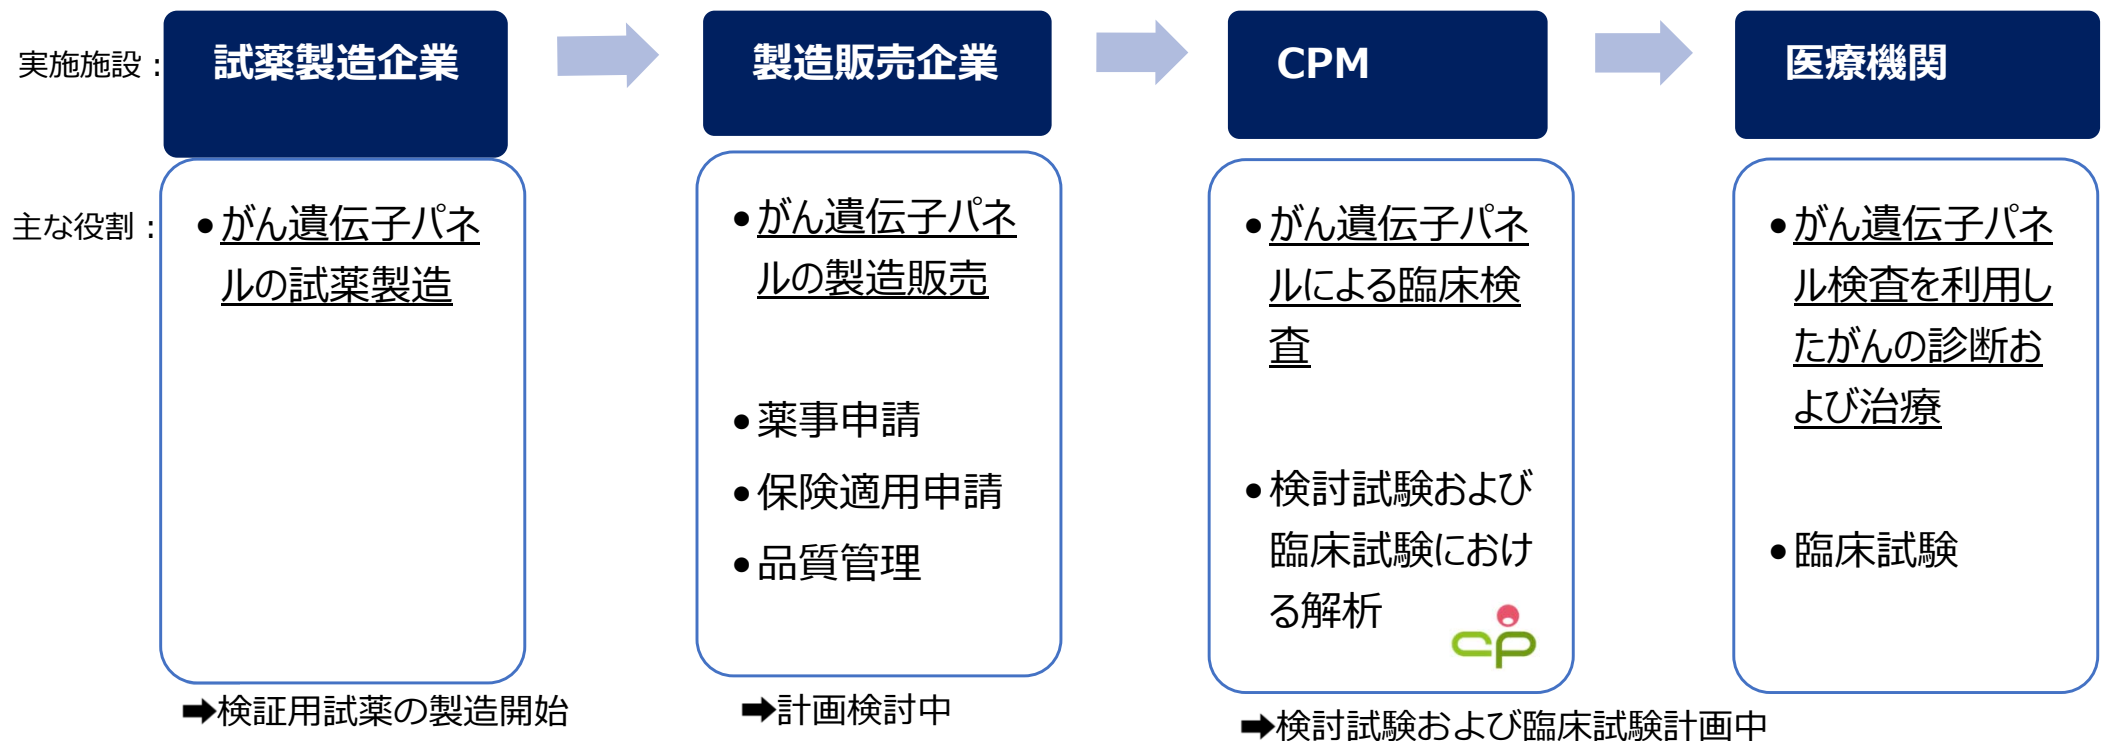 実施施設：
試薬製造企業
製造販売企業
CPM
医療機関
主な役割：
•がん遺伝子パネ
ルの試薬製造
➡検証用試薬の製造開始
•がん遺伝子パネ
ルの製造販売
•薬事申請
•保険適用申請
•品質管理
➡計画検討中
•がん遺伝子パネ
ルによる臨床検
査
•検討試験および
臨床試験におけ
る解析
cp
➡検討試験および臨床試験計画中
•がん遺伝子パネ
ル検査を利用し
たがんの診断お
よび治療
•臨床試験